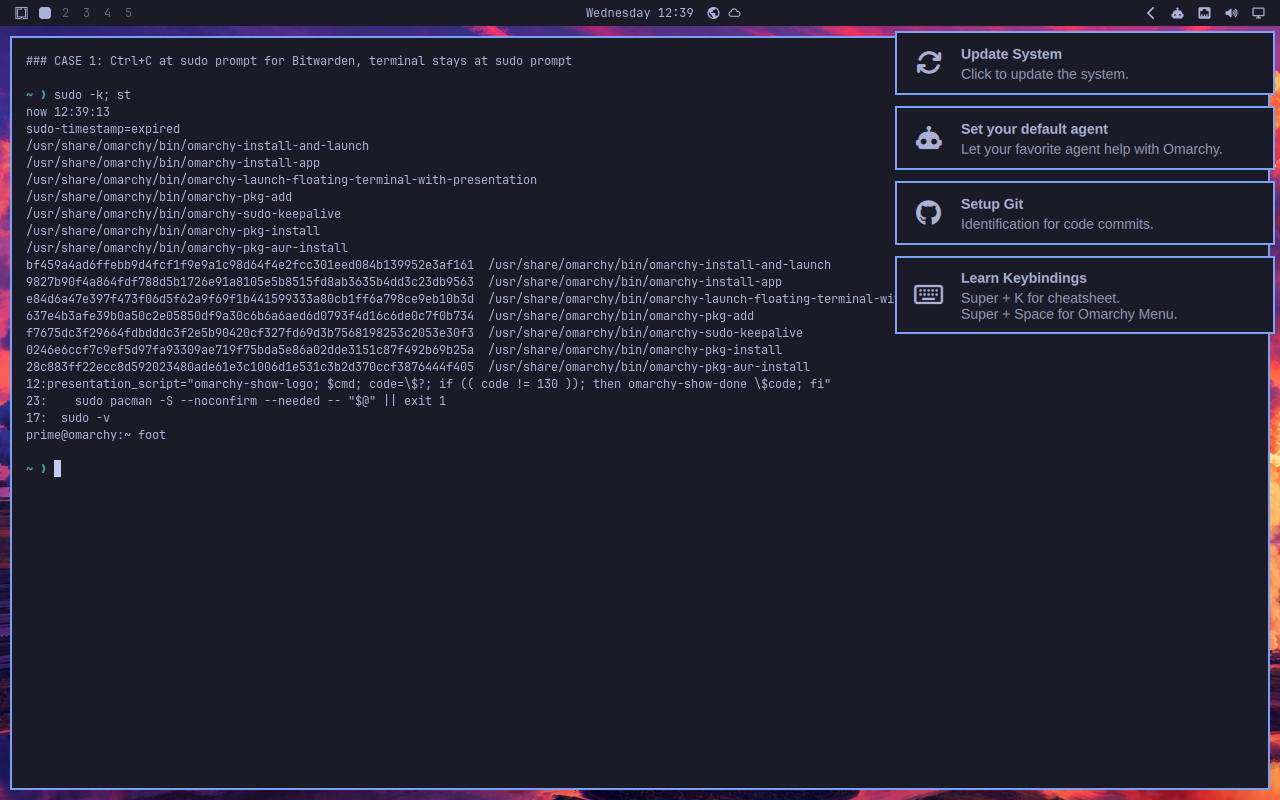 2 3 4 5
Wednesday 12:39
### CASE 1: Ctrl+C at sudo prompt for Bitwarden, terminal stays at sudo prompt
~ ❯ sudo -k; st
now 12:39:13
sudo-timestamp=expired
/usr/share/omarchy/bin/omarchy-install-and-launch
/usr/share/omarchy/bin/omarchy-install-app
/usr/share/omarchy/bin/omarchy-launch-floating-terminal-with-presentation
/usr/share/omarchy/bin/omarchy-pkg-add
/usr/share/omarchy/bin/omarchy-sudo-keepalive
/usr/share/omarchy/bin/omarchy-pkg-install
/usr/share/omarchy/bin/omarchy-pkg-aur-install
bf459a4ad6ffebb9d4fcf1f9e9a1c98d64f4e2fcc301eed084b139952e3af161  /usr/share/omarchy/bin/omarchy-install-and-launch
9827b90f4a864fdf788d5b1726e91a8105e5b8515fd8ab3635b4dd3c23db9563  /usr/share/omarchy/bin/omarchy-install-app
e84d6a47e397f473f06d5f62a9f69f1b441599333a80cb1ff6a798ce9eb10b3d  /usr/share/omarchy/bin/omarchy-launch-floating-terminal-wi
637e4b3afe39b0a50c2e05850df9a30c6b6a6aed6d0793f4d16c6de0c7f0b734  /usr/share/omarchy/bin/omarchy-pkg-add
f7675dc3f29664fdbdddc3f2e5b90420cf327fd69d3b7568198253c2053e30f3  /usr/share/omarchy/bin/omarchy-sudo-keepalive
0246e6ccf7c9ef5d97fa93309ae719f75bda5e86a02dde3151c87f492b69b25a  /usr/share/omarchy/bin/omarchy-pkg-install
28c883ff22ecc8d592023480ade61e3c1006d1e531c3b2d370ccf3876444f405  /usr/share/omarchy/bin/omarchy-pkg-aur-install
12:presentation_script="omarchy-show-logo; $cmd; code=\$?; if (( code != 130 )); then omarchy-show-done \$code; fi"
23:    sudo pacman -S --noconfirm --needed -- "$@" || exit 1
17:  sudo -v
prime@omarchy:~ foot
~ ❯
Update System
Click to update the system.
Set your default agent
Let your favorite agent help with Omarchy.
Setup Git
Identification for code commits.
Learn Keybindings
Super + K for cheatsheet.
Super + Space for Omarchy Menu.